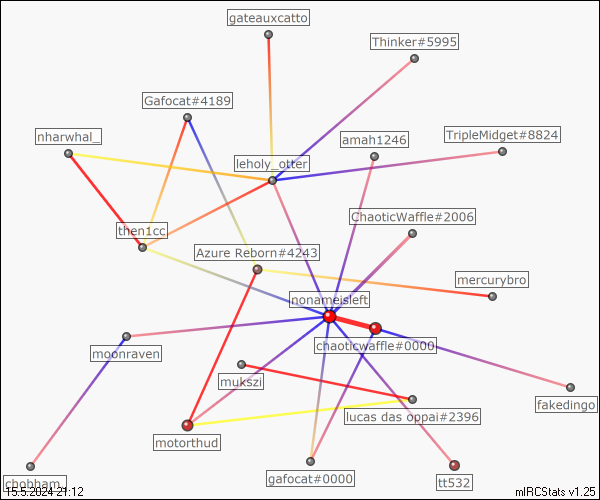 gateauxcatto
Thinker#5995
Gafocat#4189
nharwhal_
amah1246
TripleMidget#8824
leholy_otter
ChaoticWaffle#2006
then1cc
Azure Reborn#4243
mercurybro
nonameisleft
chaoticwaffle#0000
moonraven
mukszi
fakedingo
lucas das oppai#2396
motorthud
gafocat#0000
tt532
chohham_
15.5.2024 21:12
mIRCStats v1.25